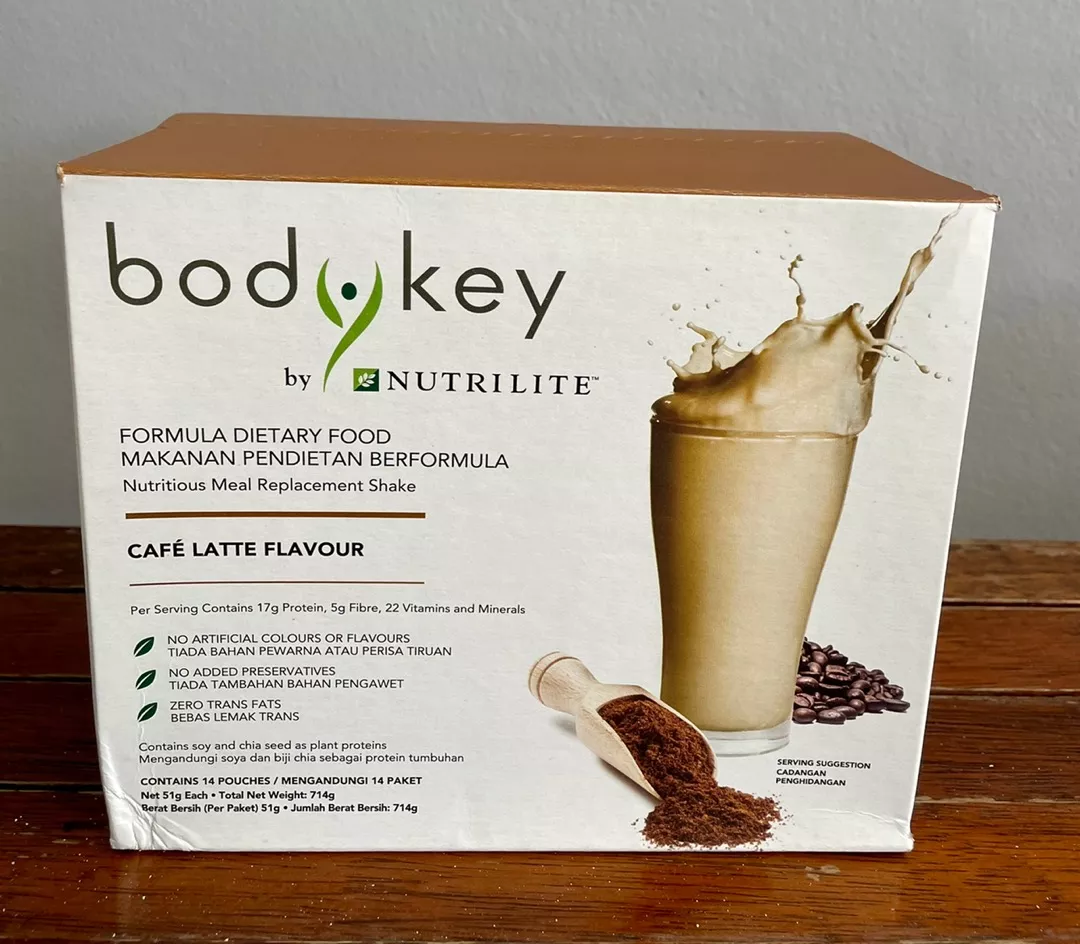 bodykey
by NUTRILITE™
FORMULA DIETARY FOOD
MAKANAN PENDIETAN BERFORMULA
Nutritious Meal Replacement Shake
CAFÉ LATTE FLAVOUR
Per Serving Contains 17g Protein, 5g Fibre, 22 Vitamins and Minerals
NO ARTIFICIAL COLOURS OR FLAVOURS
TIADA BAHAN PEWARNA ATAU PERISA TIRUAN
NO ADDED PRESERVATIVES
TIADA TAMBAHAN BAHAN PENGAWET
ZERO TRANS FATS
BEBAS LEMAK TRANS
Contains soy and chia seed as plant proteins
Mengandungi soya dan biji chia sebagai protein tumbuhan
CONTAINS 14 POUCHES / MENGANDUNGI 14 PAKET
Net 51g Each • Total Net Weight: 714g
Berat Bersih (Per Paket) 51g • Jumlah Berat Bersih: 714g
SERVING SUGGESTION
CADANGAN
PENGHIDANGAN